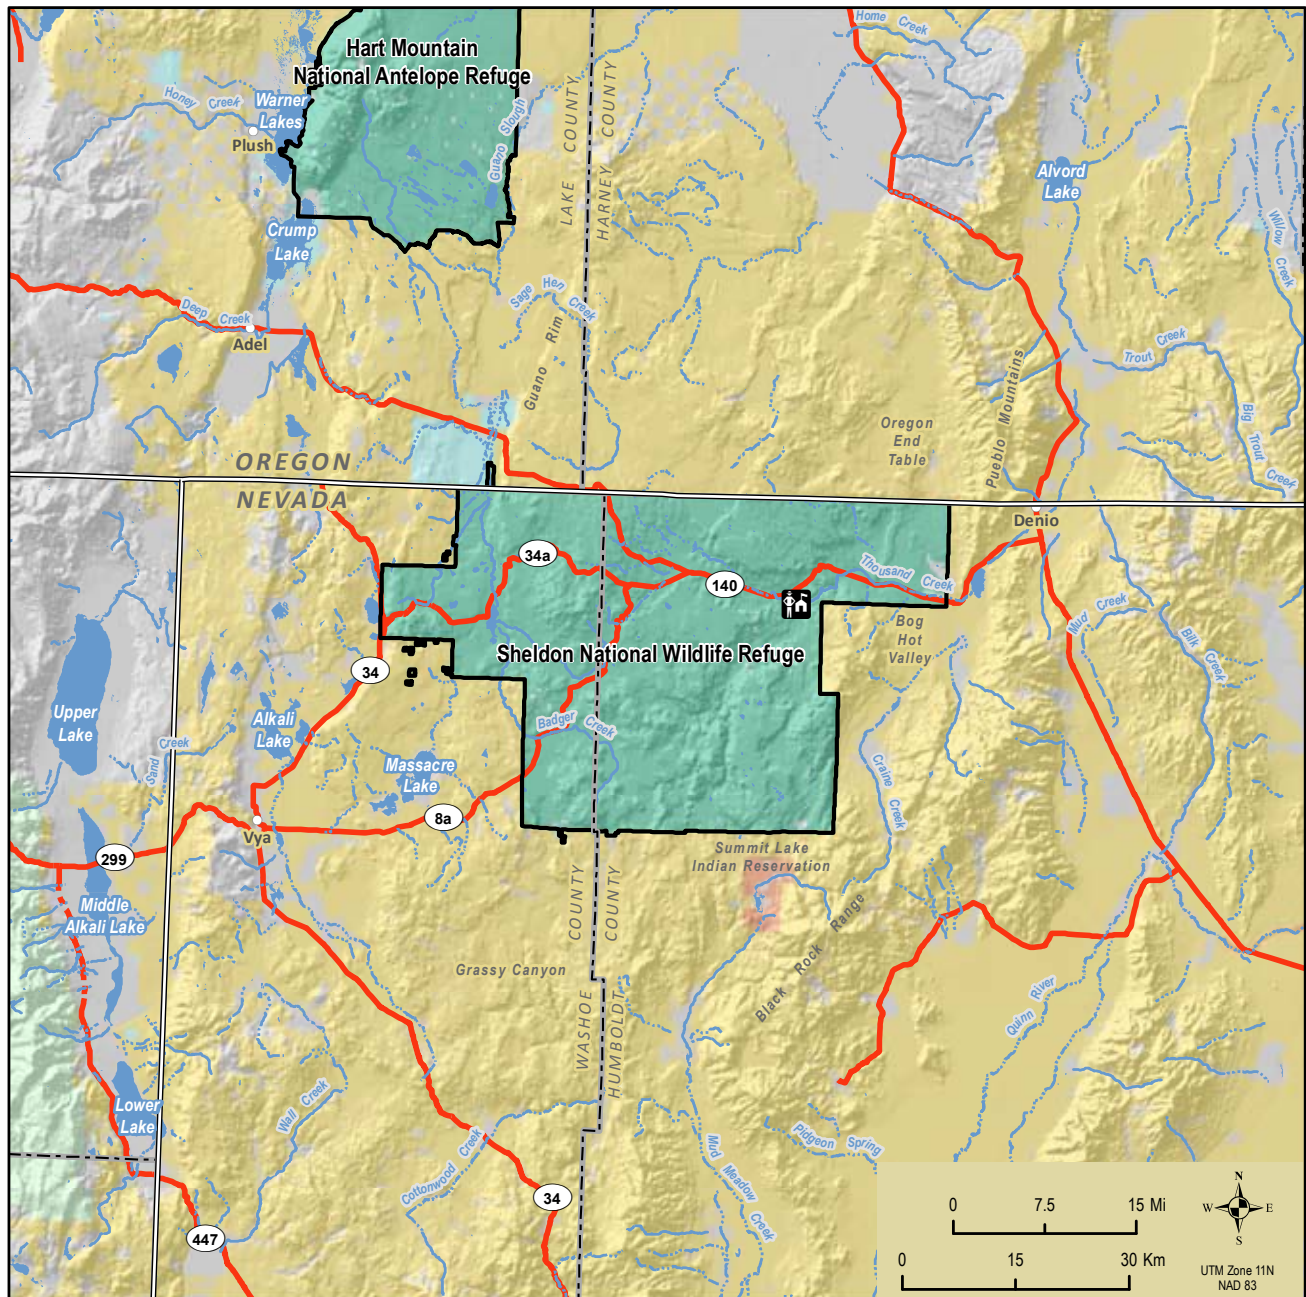 Hart Mountain
National Antelope Refuge
Home Creek
Honey Creek
Warner
Lakes
Plush
Guano Slough
LAKE COUNTY
HARNEY COUNTY
Alvord
Lake
Willow Creek
Crump
Lake
Deep Creek
Adel
Sage Hen Creek
Guano Rim
Trout Creek
Pueblo Mountains
Big Trout Creek
Oregon
End
Table
OREGON
NEVADA
Denio
34a
140
Thousand Creek
Bog
Hot
Valley
Mud Creek
Bilk Creek
Sheldon National Wildlife Refuge
34
Upper
Lake
Alkali
Lake
Badger Creek
Sand Creek
Massacre
Lake
Craine Creek
8a
Vya
299
Summit Lake
Indian Reservation
Middle
Alkali Lake
WASHOE COUNTY
HUMBOLDT COUNTY
Black Rock Range
Grassy Canyon
Quinn River
Lower
Lake
Wall Creek
Pidgeon Spring
Mud Meadow Creek
Cottonwood Creek
34
447
0 7.5 15 Mi
0 15 30 Km
N
W E
S
UTM Zone 11N
NAD 83